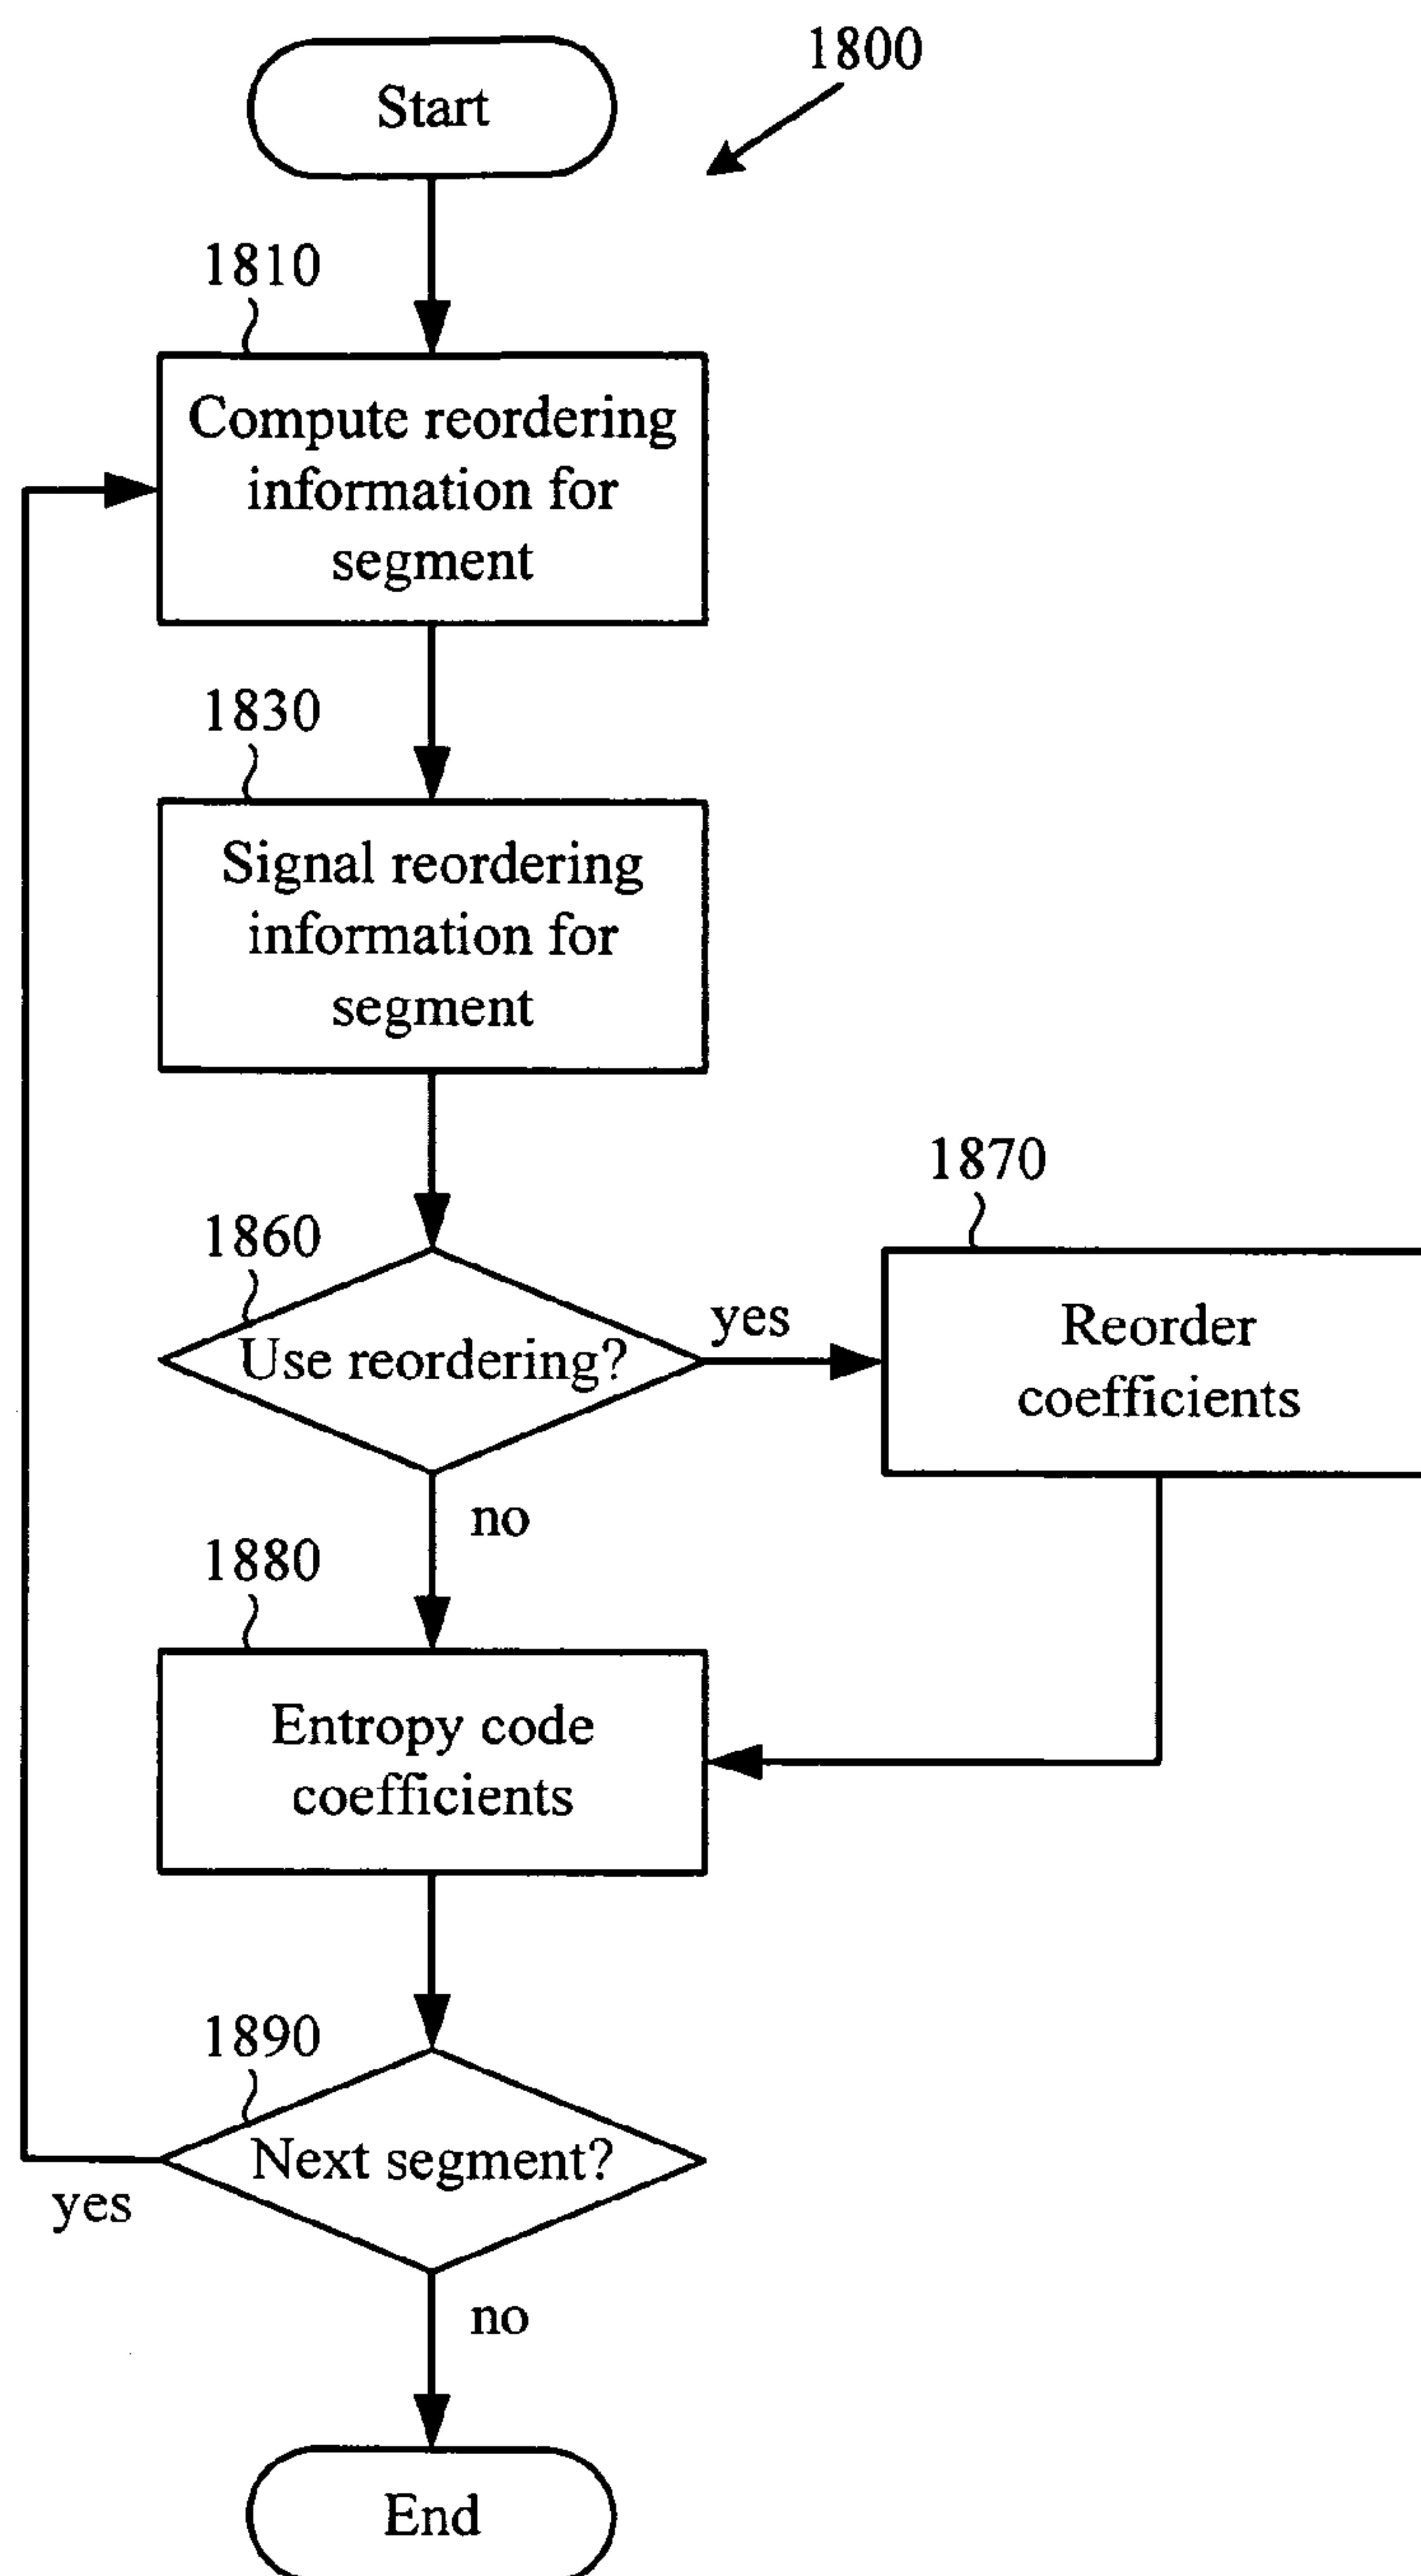 Start
1800
1810
Compute reordering
information for
segment
1830
Signal reordering
information for
segment
1860
Use reordering?
yes
no
1870
Reorder
coefficients
1880
Entropy code
coefficients
1890
Next segment?
yes
no
End